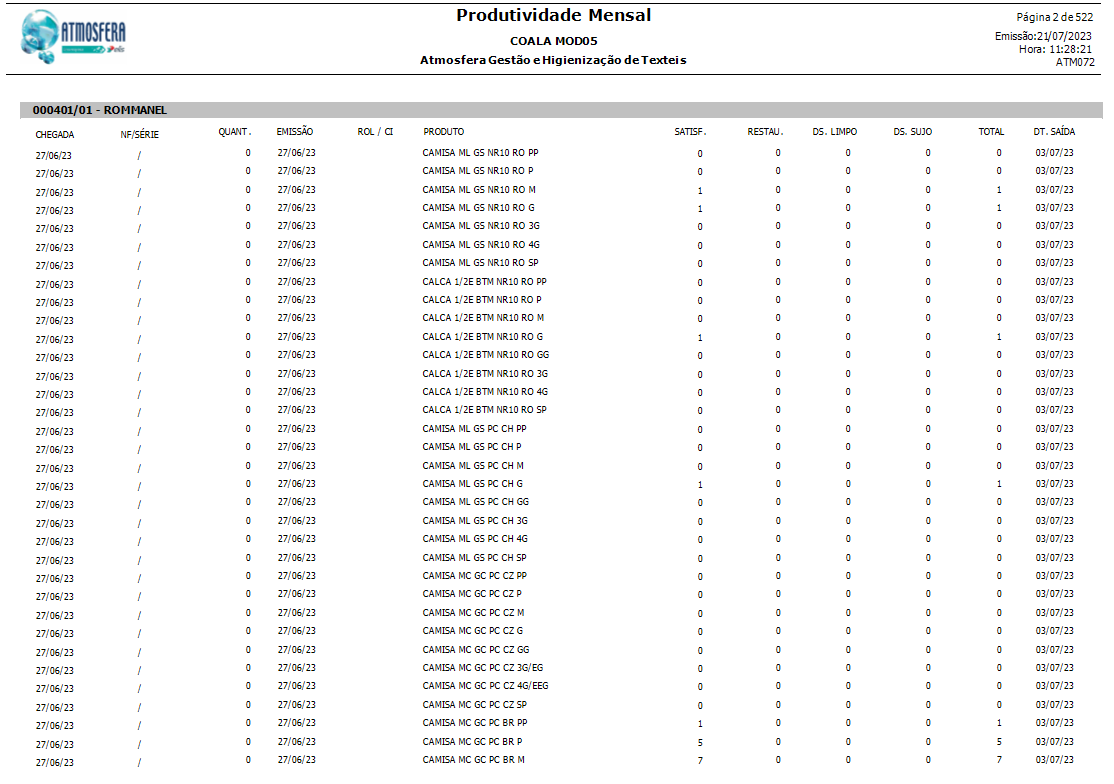 ATMOSFERA
Produtividade Mensal
COALA MOD05
Atmosfera Gestão e Higienização de Texteis
Página 2 de 522
Emissão:21/07/2023
Hora: 11:28:21
ATM072
000401/01 - ROMMANEL
CHEGADA NF/SÉRIE QUANT. EMISSÃO ROL / CI PRODUTO SATISF. RESTAU. DS. LIMPO DS. SUJO TOTAL DT. SAÍDA
27/06/23 / 0 27/06/23 CAMISA ML GS NR10 RO PP 0 0 0 0 0 03/07/23
27/06/23 / 0 27/06/23 CAMISA ML GS NR10 RO P 0 0 0 0 0 03/07/23
27/06/23 / 0 27/06/23 CAMISA ML GS NR10 RO M 1 0 0 0 1 03/07/23
27/06/23 / 0 27/06/23 CAMISA ML GS NR10 RO G 1 0 0 0 1 03/07/23
27/06/23 / 0 27/06/23 CAMISA ML GS NR10 RO 3G 0 0 0 0 0 03/07/23
27/06/23 / 0 27/06/23 CAMISA ML GS NR10 RO 4G 0 0 0 0 0 03/07/23
27/06/23 / 0 27/06/23 CAMISA ML GS NR10 RO SP 0 0 0 0 0 03/07/23
27/06/23 / 0 27/06/23 CALCA 1/2E BTM NR10 RO PP 0 0 0 0 0 03/07/23
27/06/23 / 0 27/06/23 CALCA 1/2E BTM NR10 RO P 0 0 0 0 0 03/07/23
27/06/23 / 0 27/06/23 CALCA 1/2E BTM NR10 RO M 0 0 0 0 0 03/07/23
27/06/23 / 0 27/06/23 CALCA 1/2E BTM NR10 RO G 1 0 0 0 1 03/07/23
27/06/23 / 0 27/06/23 CALCA 1/2E BTM NR10 RO GG 0 0 0 0 0 03/07/23
27/06/23 / 0 27/06/23 CALCA 1/2E BTM NR10 RO 3G 0 0 0 0 0 03/07/23
27/06/23 / 0 27/06/23 CALCA 1/2E BTM NR10 RO 4G 0 0 0 0 0 03/07/23
27/06/23 / 0 27/06/23 CALCA 1/2E BTM NR10 RO SP 0 0 0 0 0 03/07/23
27/06/23 / 0 27/06/23 CAMISA ML GS PC CH PP 0 0 0 0 0 03/07/23
27/06/23 / 0 27/06/23 CAMISA ML GS PC CH P 0 0 0 0 0 03/07/23
27/06/23 / 0 27/06/23 CAMISA ML GS PC CH M 0 0 0 0 0 03/07/23
27/06/23 / 0 27/06/23 CAMISA ML GS PC CH G 1 0 0 0 1 03/07/23
27/06/23 / 0 27/06/23 CAMISA ML GS PC CH GG 0 0 0 0 0 03/07/23
27/06/23 / 0 27/06/23 CAMISA ML GS PC CH 3G 0 0 0 0 0 03/07/23
27/06/23 / 0 27/06/23 CAMISA ML GS PC CH 4G 0 0 0 0 0 03/07/23
27/06/23 / 0 27/06/23 CAMISA ML GS PC CH SP 0 0 0 0 0 03/07/23
27/06/23 / 0 27/06/23 CAMISA MC GC PC CZ PP 0 0 0 0 0 03/07/23
27/06/23 / 0 27/06/23 CAMISA MC GC PC CZ P 0 0 0 0 0 03/07/23
27/06/23 / 0 27/06/23 CAMISA MC GC PC CZ M 0 0 0 0 0 03/07/23
27/06/23 / 0 27/06/23 CAMISA MC GC PC CZ G 0 0 0 0 0 03/07/23
27/06/23 / 0 27/06/23 CAMISA MC GC PC CZ GG 0 0 0 0 0 03/07/23
27/06/23 / 0 27/06/23 CAMISA MC GC PC CZ 3G/EG 0 0 0 0 0 03/07/23
27/06/23 / 0 27/06/23 CAMISA MC GC PC CZ 4G/EEG 0 0 0 0 0 03/07/23
27/06/23 / 0 27/06/23 CAMISA MC GC PC CZ SP 0 0 0 0 0 03/07/23
27/06/23 / 0 27/06/23 CAMISA MC GC PC BR PP 1 0 0 0 1 03/07/23
27/06/23 / 0 27/06/23 CAMISA MC GC PC BR P 5 0 0 0 5 03/07/23
27/06/23 / 0 27/06/23 CAMISA MC GC PC BR M 7 0 0 0 7 03/07/23